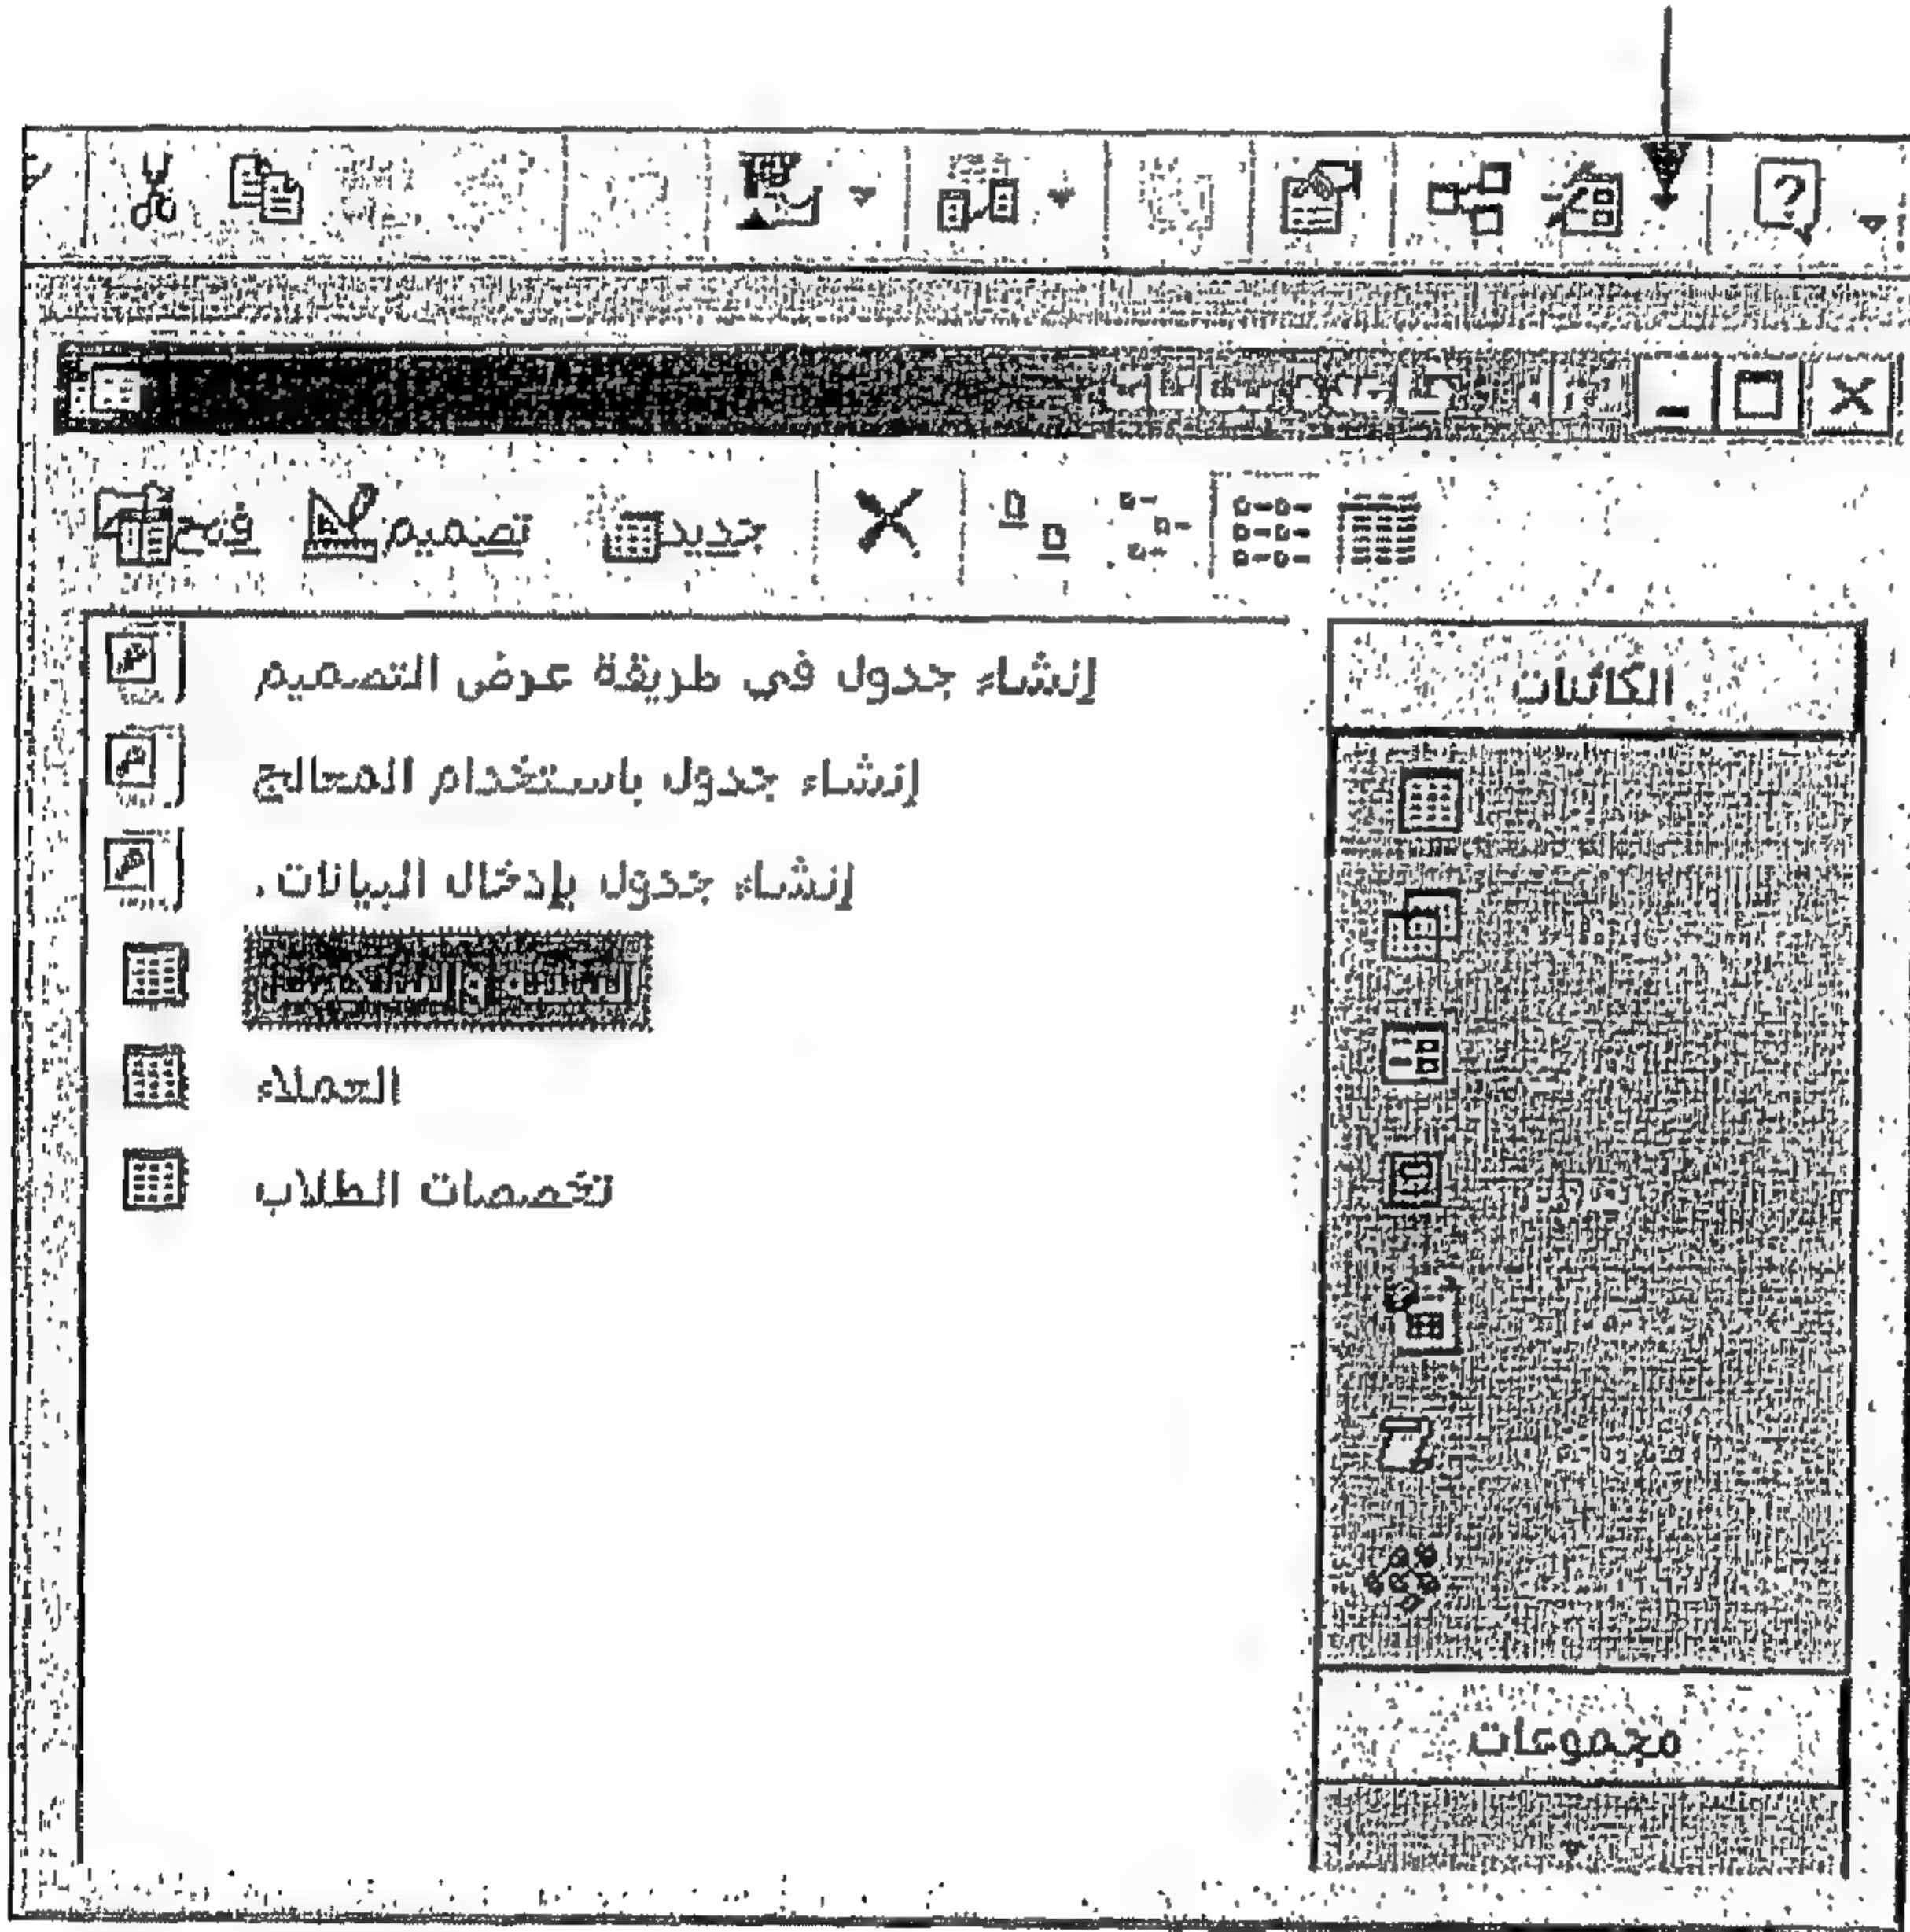 فتح تصميم جديد
الكائنات
إنشاء جدول في طريقة عرض التصميم
إنشاء جدول باستخدام المعالج
إنشاء جدول بإدخال البيانات.
العملاء
تخصصات الطلاب
مجموعات